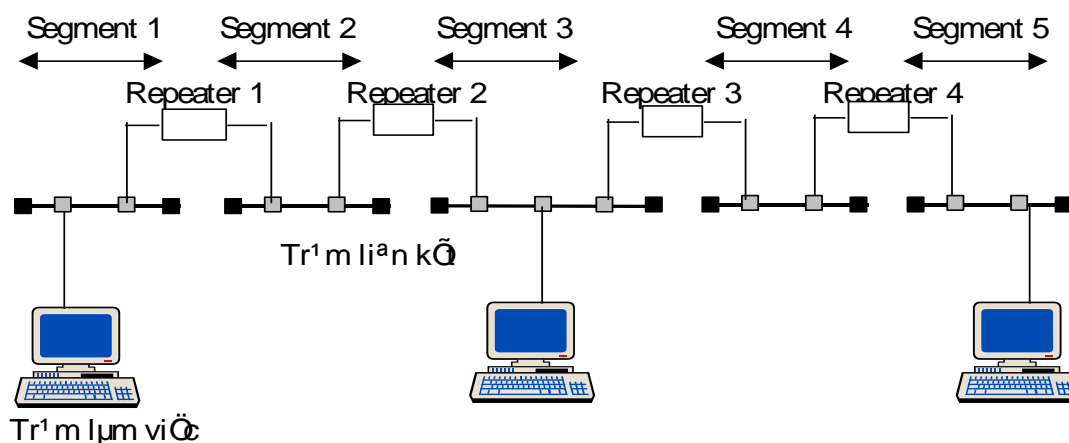 Segment 1 Segment 2 Segment 3 Segment 4 Segment 5
Repeater 1 Repeater 2 Repeater 3 Repeater 4
Tr¹m liªn kÕt
Tr¹m lµm viÖc